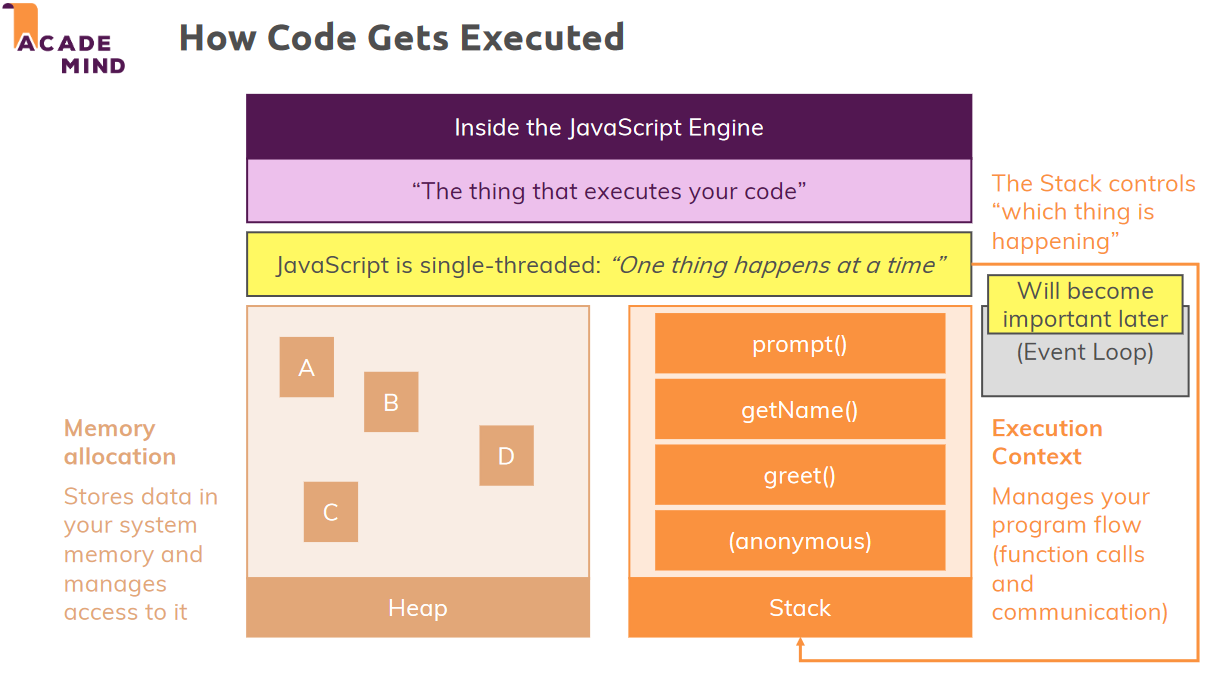 ACADE
MIND
How Code Gets Executed
Inside the JavaScript Engine
“The thing that executes your code”
The Stack controls
“which thing is
happening”
JavaScript is single-threaded: “One thing happens at a time”
Will become
important later
(Event Loop)
A
B
D
C
Heap
prompt()
getName()
greet()
(anonymous)
Stack
Memory
allocation
Stores data in
your system
memory and
manages
access to it
Execution
Context
Manages your
program flow
(function calls
and
communication)